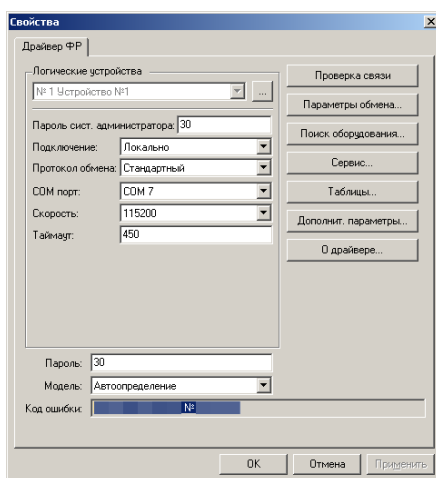 Свойства
Драйвер ФР
Логические устройства
№ 1 Устройство №1
...
Пароль сист. администратора: 30
Подключение: Локально
Протокол обмена: Стандартный
COM порт: COM 7
Скорость: 115200
Таймаут: 450
Проверка связи
Параметры обмена...
Поиск оборудования...
Сервис...
Таблицы...
Дополнит. параметры...
О драйвере...
Пароль: 30
Модель: Автоопределение
Код ошибки: №
OK
Отмена
Применить